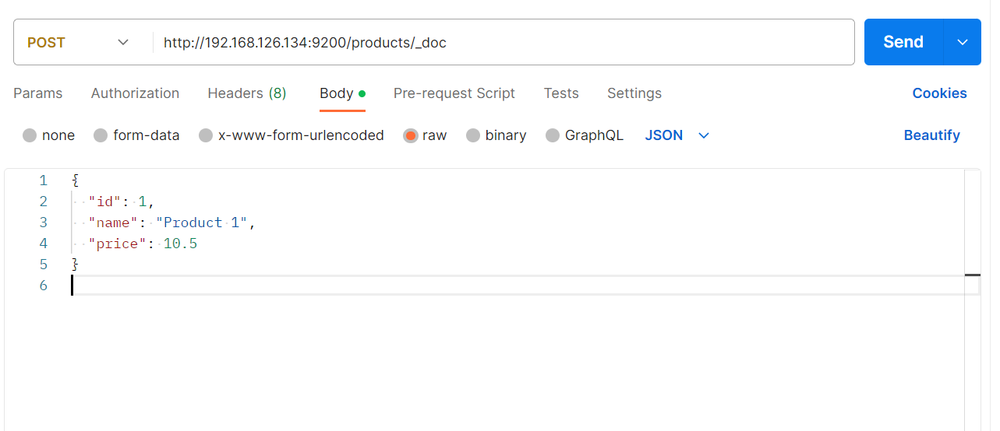 POST http://192.168.126.134:9200/products/_doc Send
Params Authorization Headers (8) Body Pre-request Script Tests Settings Cookies
none form-data x-www-form-urlencoded raw binary GraphQL JSON Beautify
1 {
2 "id": 1,
3 "name": "Product 1",
4 "price": 10.5
5 }
6